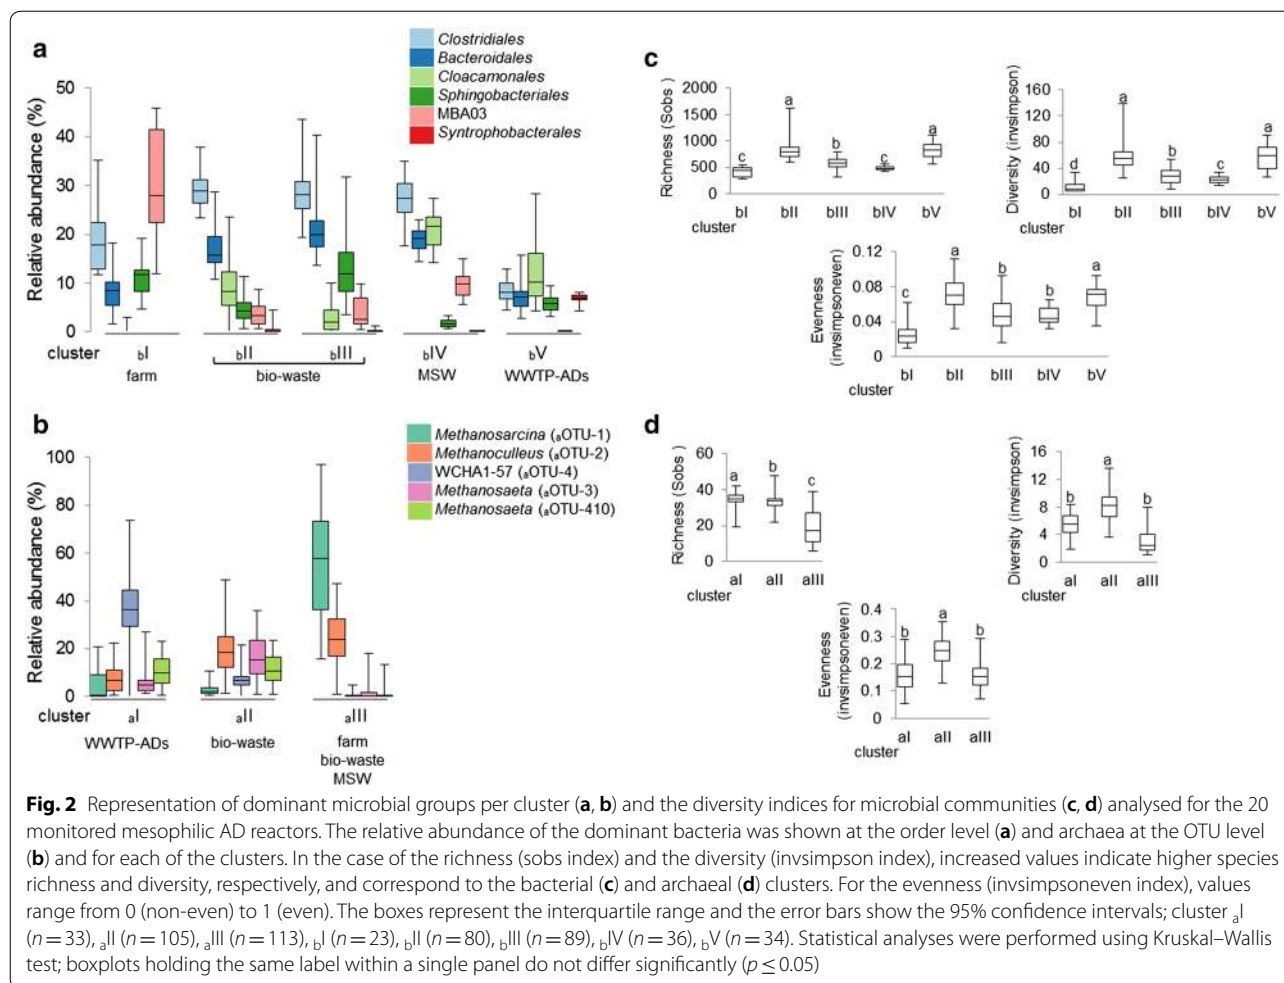 a
Clostridiales
Bacteroidales
Cloacamonales
Sphingobacteriales
MBA03
Syntrophobacterales
Relative abundance (%)
50
40
30
20
10
0
cluster bI bII bIII bIV bV
farm bio-waste MSW WWTP-ADs
b
Methanosarcina (aOTU-1)
Methanoculleus (aOTU-2)
WCHA1-57 (aOTU-4)
Methanosaeta (aOTU-3)
Methanosaeta (aOTU-410)
Relative abundance (%)
100
80
60
40
20
0
cluster aI aII aIII
WWTP-ADs bio-waste farm
bio-waste
MSW
c
Richness (Sobs )
2000
1500
1000
500
0
c a b c a
bI bII bIII bIV bV
cluster
Diversity (invsimpson)
160
120
80
40
0
d a b c a
bI bII bIII bIV bV
cluster
Evenness
(invsimpsoneven)
0.12
0.08
0.04
0
c a b b a
bI bII bIII bIV bV
cluster
d
Richness (Sobs)
60
40
20
0
a b c
aI aII aIII
cluster
Diversity (invsimpson)
16
12
8
4
0
b a b
aI aII aIII
cluster
Evenness
(invsimpsoneven)
0.4
0.3
0.2
0.1
0
b a b
aI aII aIII
cluster
Fig. 2 Representation of dominant microbial groups per cluster (a, b) and the diversity indices for microbial communities (c, d) analysed for the 20
monitored mesophilic AD reactors. The relative abundance of the dominant bacteria was shown at the order level (a) and archaea at the OTU level
(b) and for each of the clusters. In the case of the richness (sobs index) and the diversity (invsimpson index), increased values indicate higher species
richness and diversity, respectively, and correspond to the bacterial (c) and archaeal (d) clusters. For the evenness (invsimpsoneven index), values
range from 0 (non-even) to 1 (even). The boxes represent the interquartile range and the error bars show the 95% confidence intervals; cluster aI
(n = 33), aII (n = 105), aIII (n = 113), bI (n = 23), bII (n = 80), bIII (n = 89), bIV (n = 36), bV (n = 34). Statistical analyses were performed using Kruskal–Wallis
test; boxplots holding the same label within a single panel do not differ significantly (p ≤ 0.05)